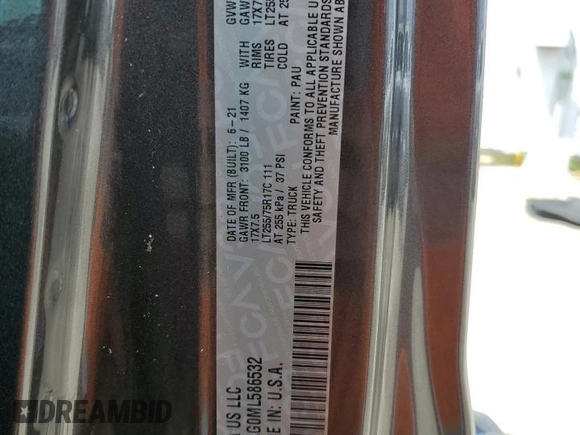 US LLC
G0ML586532
E IN: U.S.A.
DATE OF MFR (BUILT): 6-21
GAWR FRONT: 3100 LB / 1407 KG WITH
17X7.5 RIMS
LT255/75R17C 111 TIRES
AT 255 kPa / 37 PSI COLD
TYPE: TRUCK PAINT: PAU
THIS VEHICLE CONFORMS TO ALL APPLICABLE
SAFETY AND THEFT PREVENTION STANDARDS
MANUFACTURE SHOWN AB
GVW
GAW
17X7
LT255
AT 25
DREAMBID